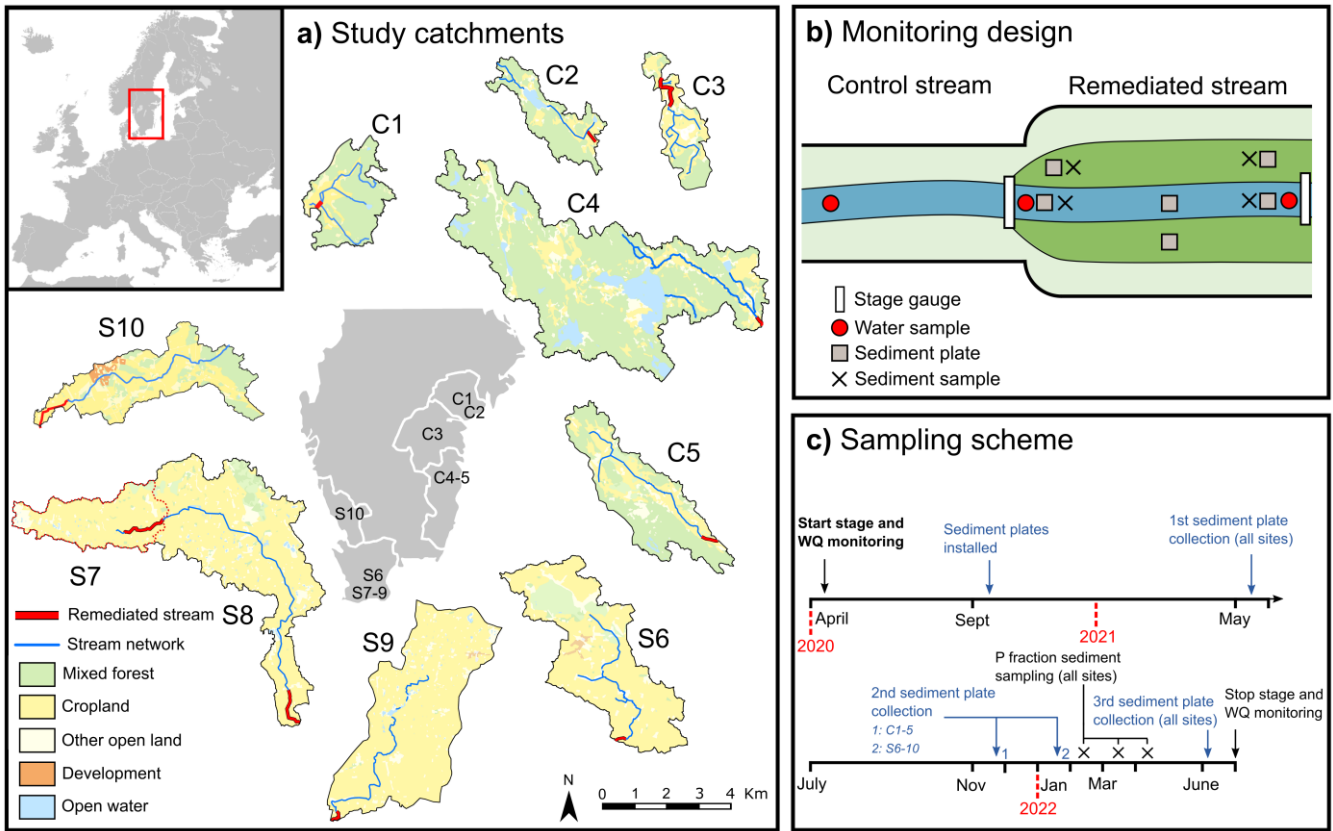 a) Study catchments
C1
C2
C3
C4
S10
C1
C2
C3
C4-5
S10
S6
S7-9
C5
S7
S8
S9
S6
Remediated stream
Stream network
Mixed forest
Cropland
Other open land
Development
Open water
N
0 1 2 3 4 Km
b) Monitoring design
Control stream
Remediated stream
Stage gauge
Water sample
Sediment plate
Sediment sample
c) Sampling scheme
Start stage and
WQ monitoring
Sediment plates
installed
1st sediment plate
collection (all sites)
April
Sept
May
2020
2021
P fraction sediment
sampling (all sites)
2nd sediment plate
collection
1: C1-5
2: S6-10
3rd sediment plate
collection (all sites)
Stop stage and
WQ monitoring
1
2
July
Nov
Jan
Mar
June
2022